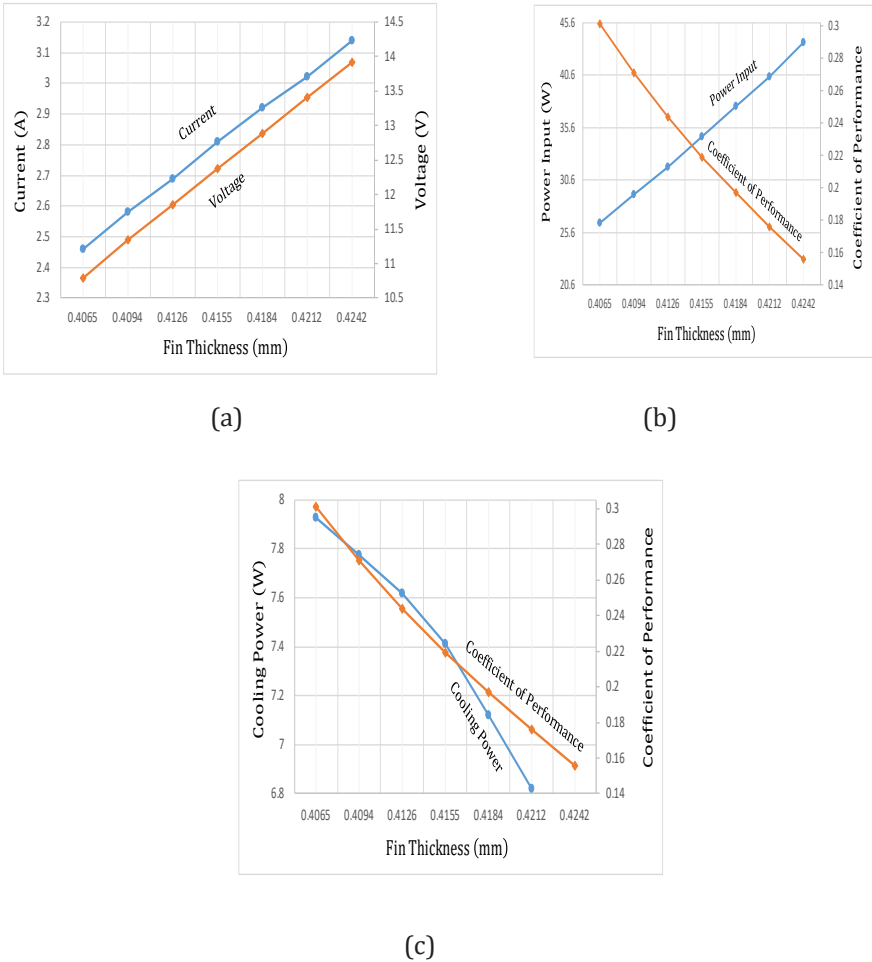 3.2
3.1
3
2.9
2.8
2.7
2.6
2.5
2.4
2.3
Current (A)
14.5
14
13.5
13
12.5
12
11.5
11
10.5
Voltage (V)
Current
Voltage
0.4065 0.4094 0.4126 0.4155 0.4184 0.4212 0.4242
Fin Thickness (mm)
(a)
45.6
40.6
35.6
30.6
25.6
20.6
Power Input (W)
0.3
0.28
0.26
0.24
0.22
0.2
0.18
0.16
0.14
Coefficient of Performance
Power Input
Coefficient of Performance
0.4065 0.4094 0.4126 0.4155 0.4184 0.4212 0.4242
Fin Thickness (mm)
(b)
8
7.8
7.6
7.4
7.2
7
6.8
Cooling Power (W)
0.3
0.28
0.26
0.24
0.22
0.2
0.18
0.16
0.14
Coefficient of Performance
Coefficient of Performance
Cooling Power
0.4065 0.4094 0.4126 0.4155 0.4184 0.4212 0.4242
Fin Thickness (mm)
(c)